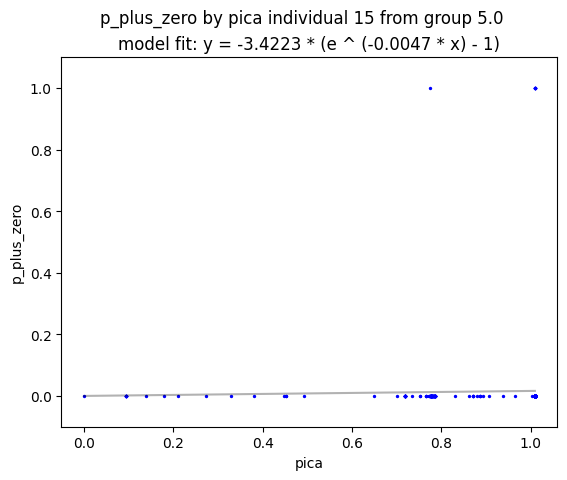 p_plus_zero by pica individual 15 from group 5.0
model fit: y = -3.4223 * (e ^ (-0.0047 * x) - 1)
1.0
0.8
0.6
0.4
0.2
0.0
p_plus_zero
0.0 0.2 0.4 0.6 0.8 1.0
pica